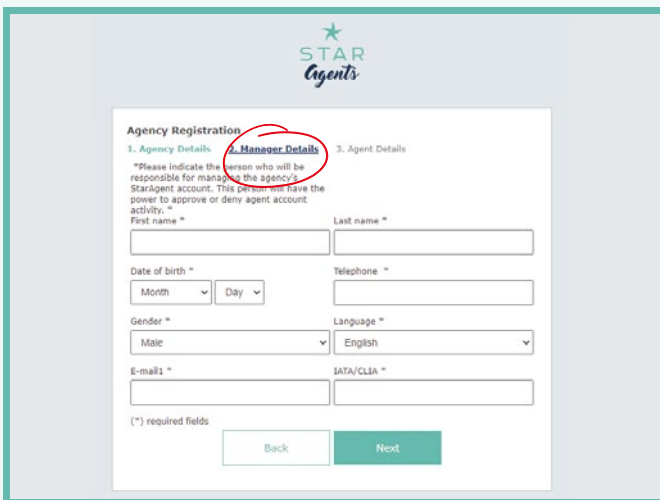 STAR
Agents
Agency Registration
1. Agency Details 2. Manager Details 3. Agent Details
"Please indicate the person who will be
responsible for managing the agency's
StarAgent account. This person will have the
power to approve or deny agent account
activity. *
First name * Last name *
Date of birth * Telephone *
Month Day
Gender * Language *
Male English
E-mail1 * IATA/CLIA *
(*) required fields
Back Next